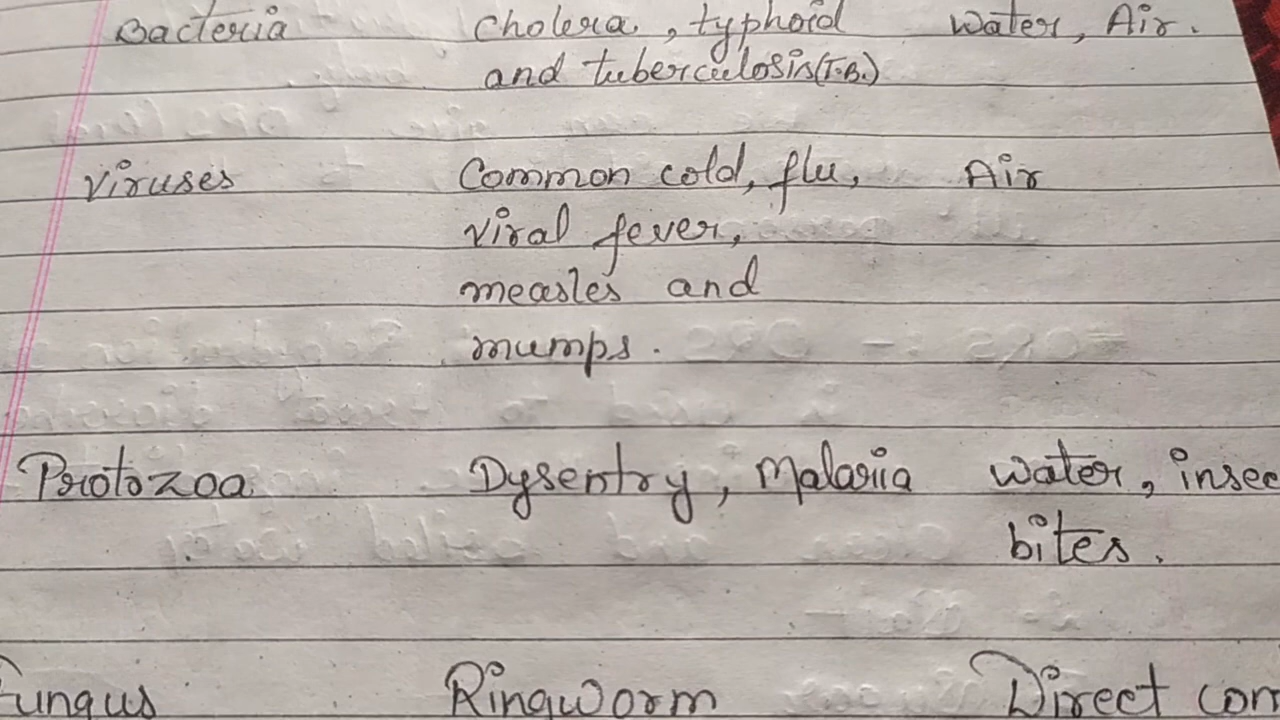 Bacteria cholera, typhoid water, Air.
and tuberculosis(T.B.)
Viruses Common cold, flu, Air
viral fever,
measles and
mumps.
Protozoa Dysentry, Malaria water, insec
bites.
Fungus Ringworm Direct con